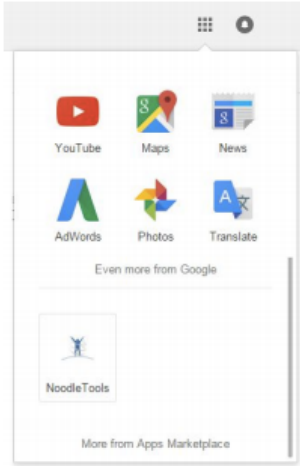 YouTube Maps News
AdWords Photos Translate
Even more from Google
NoodleTools
More from Apps Marketplace